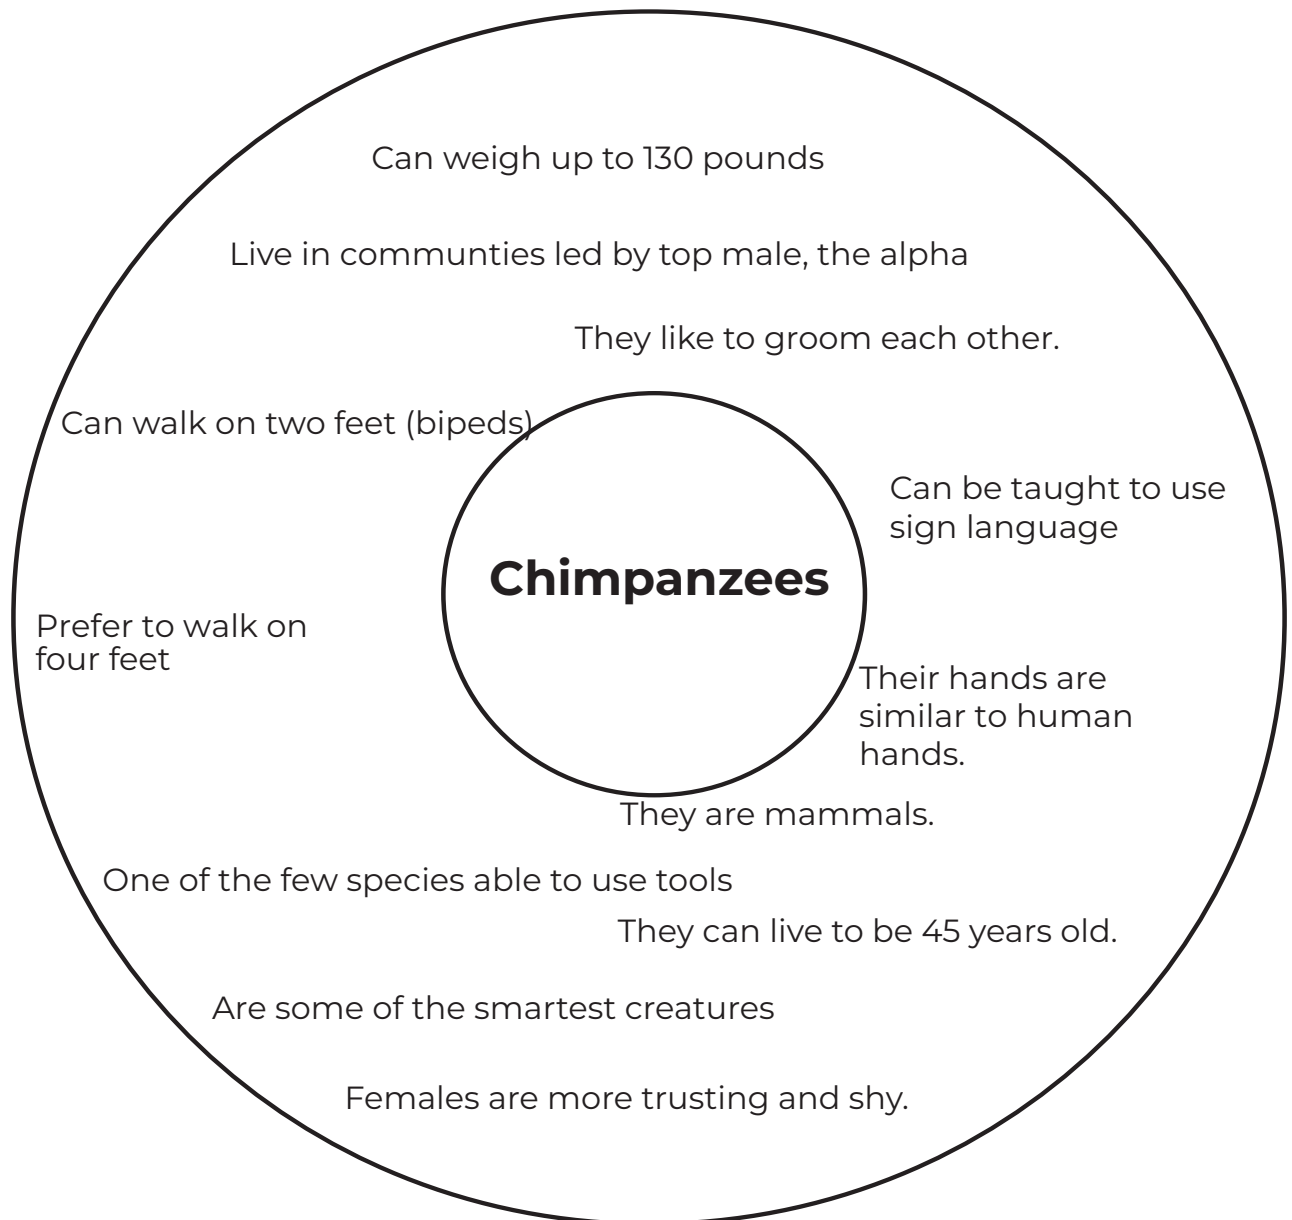 Can weigh up to 130 pounds
Live in communties led by top male, the alpha
They like to groom each other.
Can walk on two feet (bipeds)
Can be taught to use
sign language
Chimpanzees
Prefer to walk on
four feet
Their hands are
similar to human
hands.
They are mammals.
One of the few species able to use tools
They can live to be 45 years old.
Are some of the smartest creatures
Females are more trusting and shy.